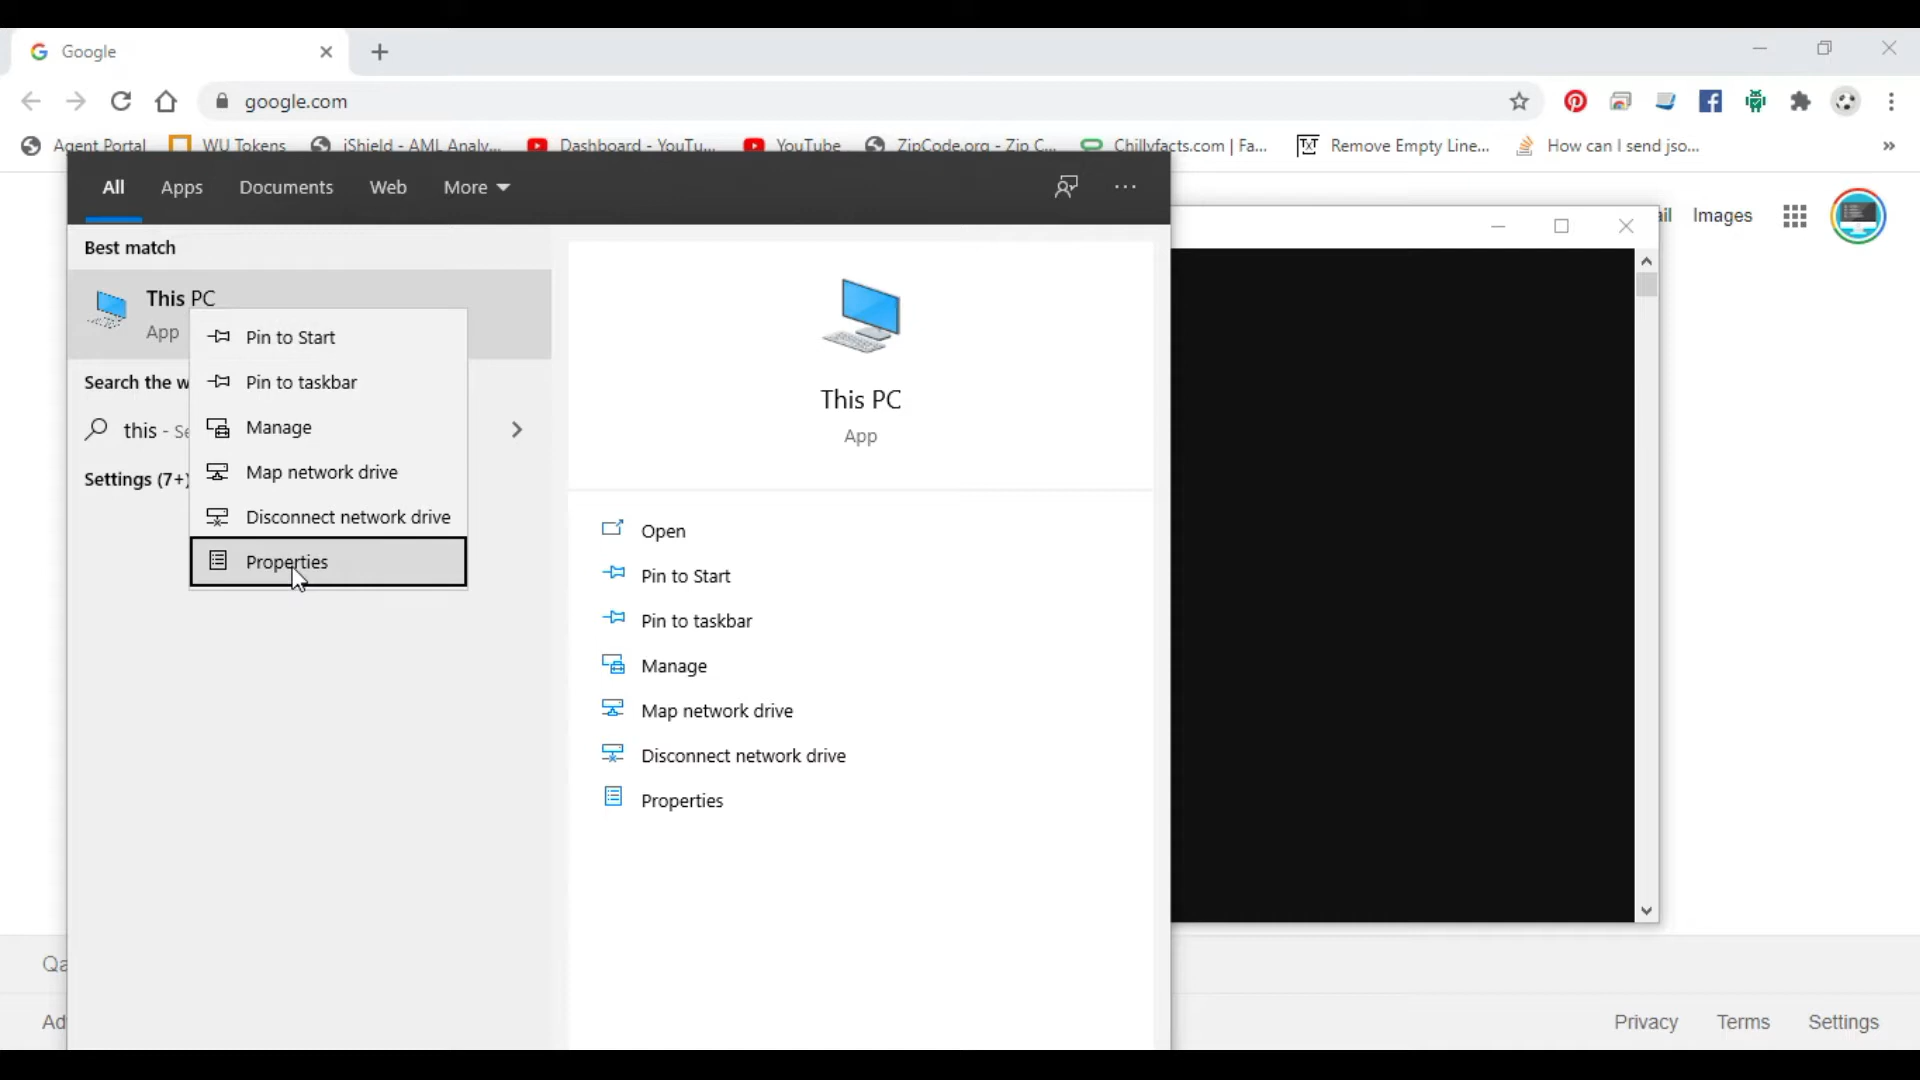 Google
google.com
Agent Portal
WU Tokens
iShield - AML Analy...
Dashboard - YouTu...
YouTube
ZipCode.org - Zip C...
Chillyfacts.com | Fa...
TXT
Remove Empty Line...
How can I send jso...
»
All
Apps
Documents
Web
More
Images
Best match
This PC
App
Pin to Start
Pin to taskbar
Search the w
Manage
this - Se
Map network drive
Settings (7+)
Disconnect network drive
Properties
This PC
App
Open
Pin to Start
Pin to taskbar
Manage
Map network drive
Disconnect network drive
Properties
Qa
Ad
Privacy
Terms
Settings